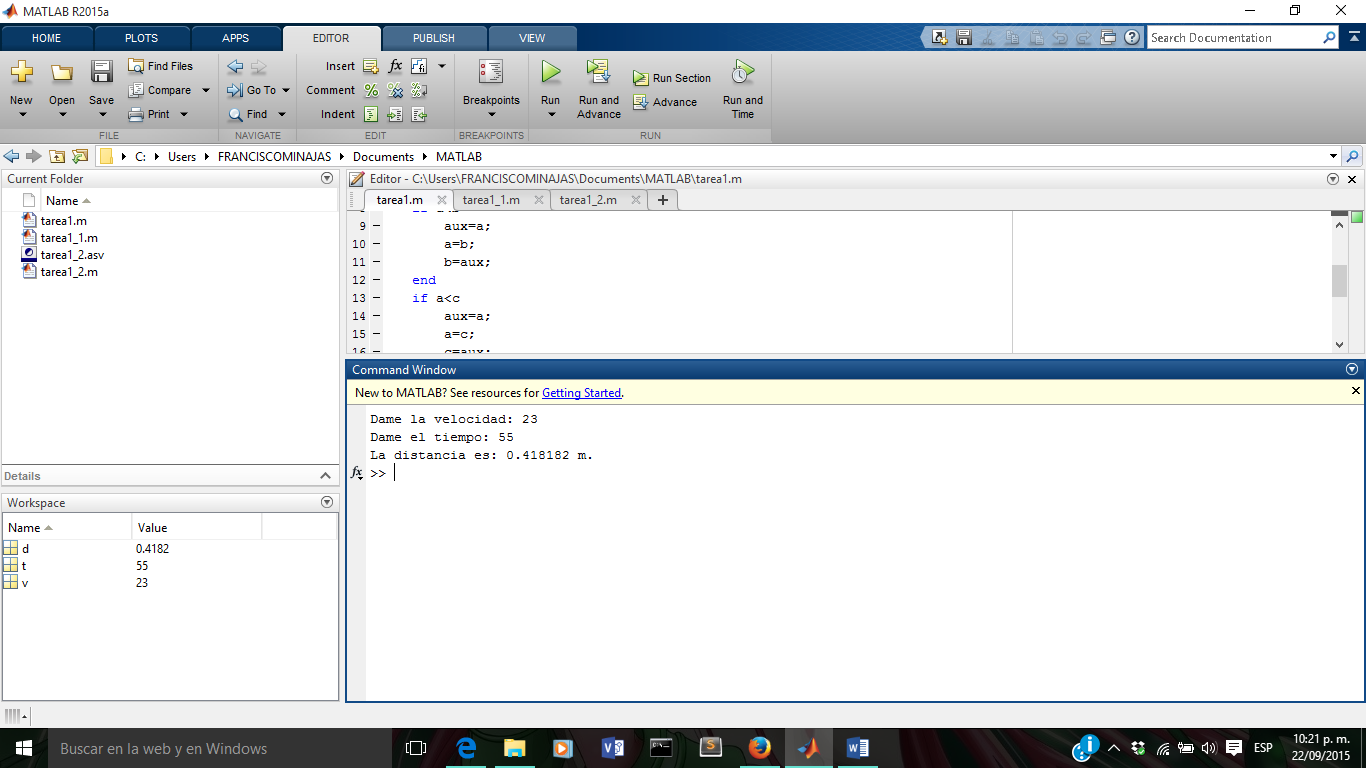 MATLAB R2015a
HOME PLOTS APPS EDITOR PUBLISH VIEW Search Documentation
New Open Save Find Files Compare Print
Go To Find
Insert fx Comment Indent
Breakpoints
Run Run and Advance Run Section Advance Run and Time
FILE NAVIGATE EDIT BREAKPOINTS RUN
C: Users FRANCISCOMINAJAS Documents MATLAB
Current Folder
Name
tarea1.m
tarea1_1.m
tarea1_2.asv
tarea1_2.m
Details
Workspace
Name Value
d 0.4182
t 55
v 23
Editor - C:\Users\FRANCISCOMINAJAS\Documents\MATLAB\tarea1.m
tarea1.m tarea1_1.m tarea1_2.m
9 aux=a;
10 a=b;
11 b=aux;
12 end
13 if a<c
14 aux=a;
15 a=c;
16 c=aux;
Command Window
New to MATLAB? See resources for Getting Started.
Dame la velocidad: 23
Dame el tiempo: 55
La distancia es: 0.418182 m.
fx >>
Buscar en la web y en Windows
ESP
10:21 p. m.
22/09/2015